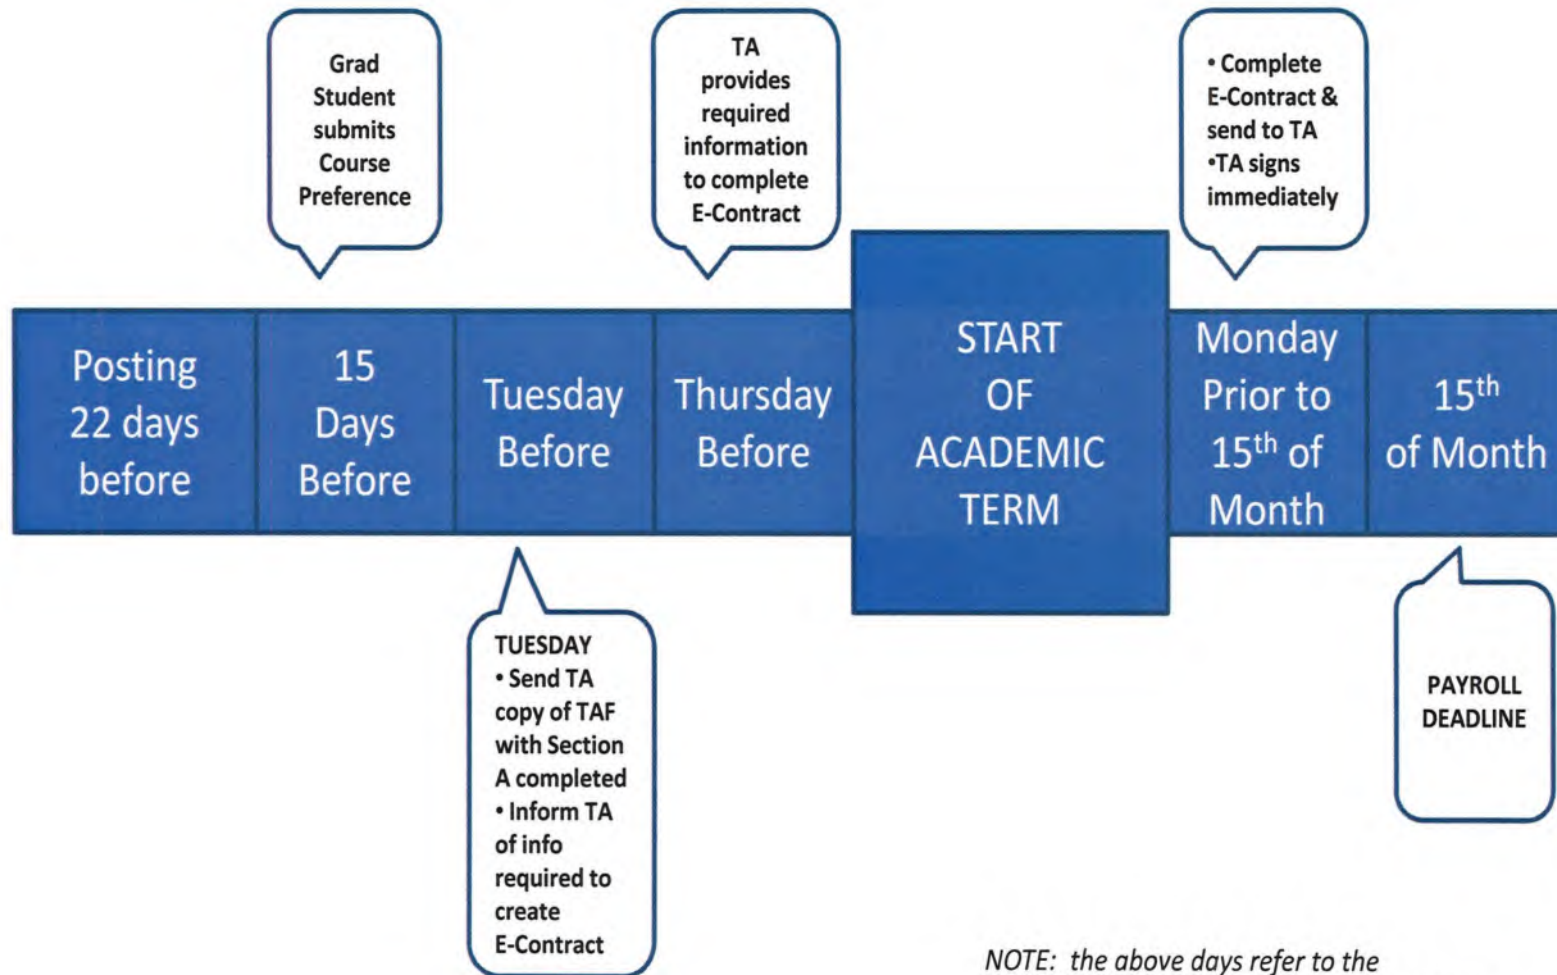 Grad
Student
submits
Course
Preference
TA
provides
required
information
to complete
E-Contract
• Complete
E-Contract &
send to TA
•TA signs
immediately
Posting
22 days
before
15
Days
Before
Tuesday
Before
Thursday
Before
START
OF
ACADEMIC
TERM
Monday
Prior to
15th of
Month
15th
of Month
TUESDAY
• Send TA
copy of TAF
with Section
A completed
• Inform TA
of info
required to
create
E-Contract
PAYROLL
DEADLINE
NOTE: the above days refer to the